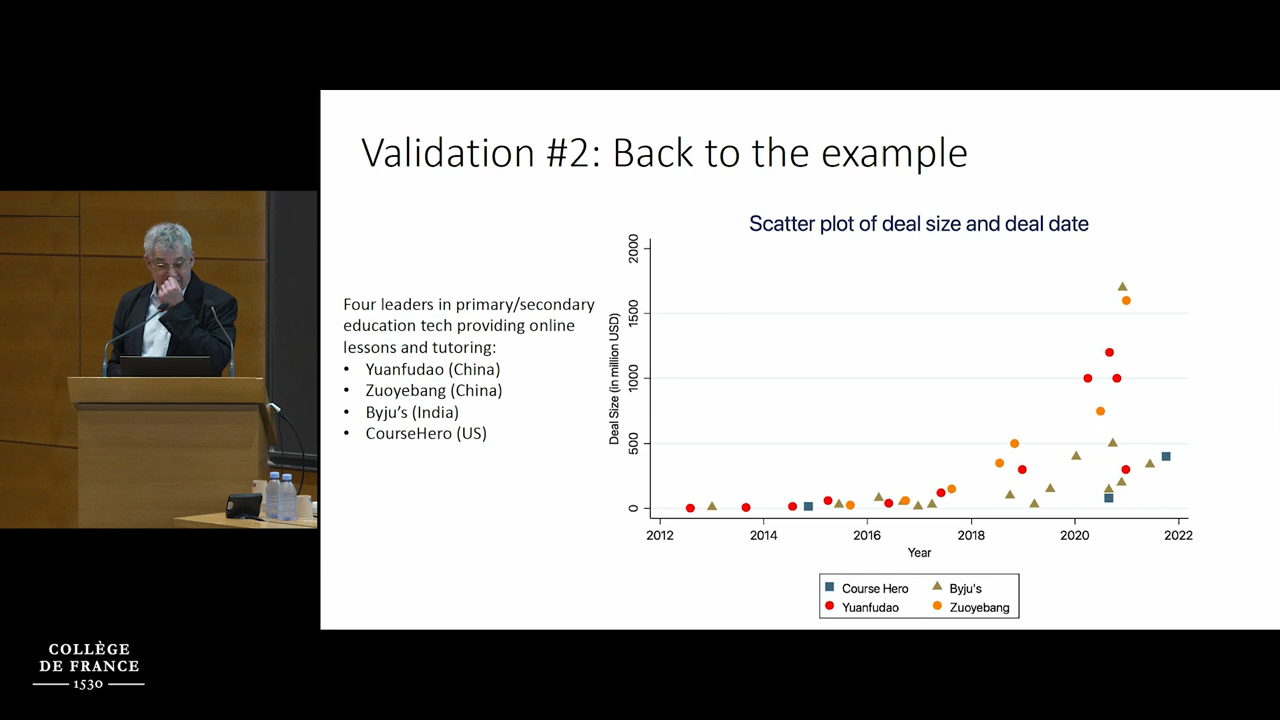 Validation #2: Back to the example
Four leaders in primary/secondary
education tech providing online
lessons and tutoring:
• Yuanfudao (China)
• Zuoyebang (China)
• Byju's (India)
• CourseHero (US)
Scatter plot of deal size and deal date
Deal Size (in million USD)
2000
1500
1000
500
0
2012 2014 2016 2018 2020 2022
Year
Course Hero Byju's
Yuanfudao Zuoyebang
COLLÈGE
DE FRANCE
1530